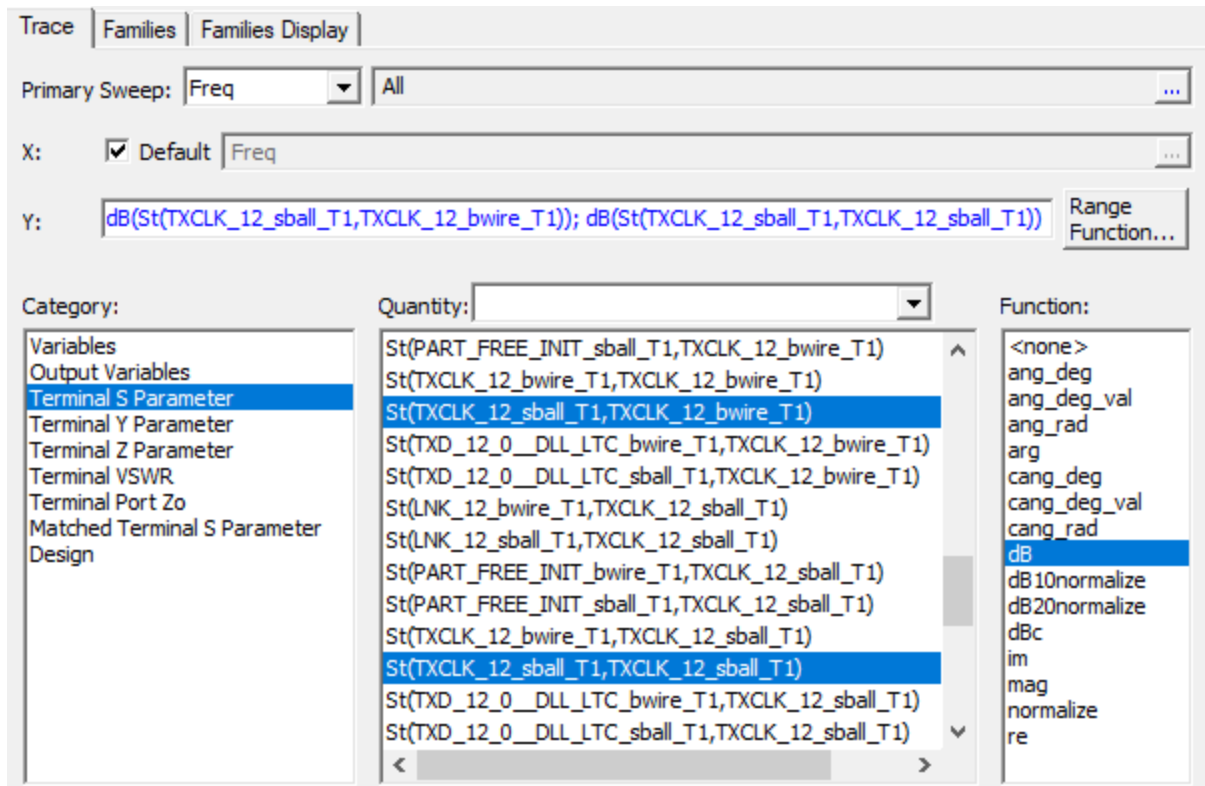 Trace Families Families Display
Primary Sweep: Freq All ...
X: Default Freq ...
Y: dB(St(TXCLK_12_sball_T1,TXCLK_12_bwire_T1)); dB(St(TXCLK_12_sball_T1,TXCLK_12_sball_T1)) Range Function...
Category:
Variables
Output Variables
Terminal S Parameter
Terminal Y Parameter
Terminal Z Parameter
Terminal VSWR
Terminal Port Zo
Matched Terminal S Parameter
Design
Quantity:
St(PART_FREE_INIT_sball_T1,TXCLK_12_bwire_T1)
St(TXCLK_12_bwire_T1,TXCLK_12_bwire_T1)
St(TXCLK_12_sball_T1,TXCLK_12_bwire_T1)
St(TXD_12_0__DLL_LTC_bwire_T1,TXCLK_12_bwire_T1)
St(TXD_12_0__DLL_LTC_sball_T1,TXCLK_12_bwire_T1)
St(LNK_12_bwire_T1,TXCLK_12_sball_T1)
St(LNK_12_sball_T1,TXCLK_12_sball_T1)
St(PART_FREE_INIT_bwire_T1,TXCLK_12_sball_T1)
St(PART_FREE_INIT_sball_T1,TXCLK_12_sball_T1)
St(TXCLK_12_bwire_T1,TXCLK_12_sball_T1)
St(TXCLK_12_sball_T1,TXCLK_12_sball_T1)
St(TXD_12_0__DLL_LTC_bwire_T1,TXCLK_12_sball_T1)
St(TXD_12_0__DLL_LTC_sball_T1,TXCLK_12_sball_T1)
Function:
<none>
ang_deg
ang_deg_val
ang_rad
arg
cang_deg
cang_deg_val
cang_rad
dB
dB10normalize
dB20normalize
dBc
im
mag
normalize
re